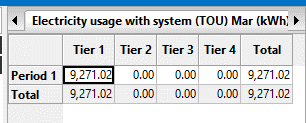 Electricity usage with system (TOU) Mar (kWh)
Tier 1 Tier 2 Tier 3 Tier 4 Total
Period 1 9,271.02 0.00 0.00 0.00 9,271.02
Total 9,271.02 0.00 0.00 0.00 9,271.02